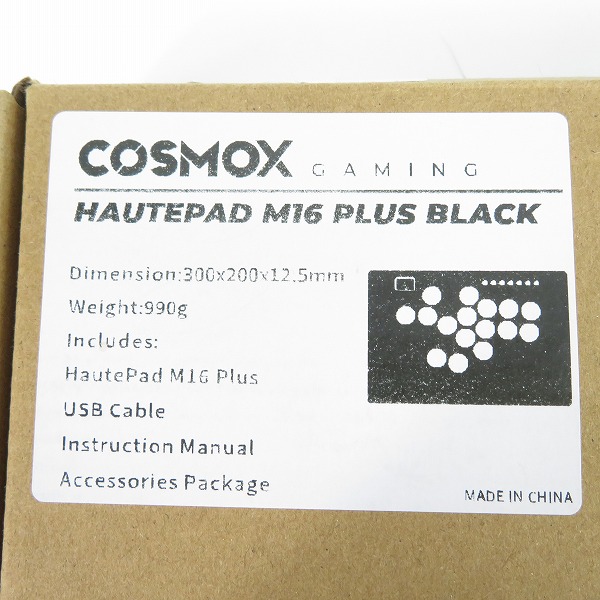 COSMOX GAMING
HAUTEPAD M16 PLUS BLACK
Dimension:300x200x12.5mm
Weight:990g
Includes:
HautePad M16 Plus
USB Cable
Instruction Manual
Accessories Package
MADE IN CHINA